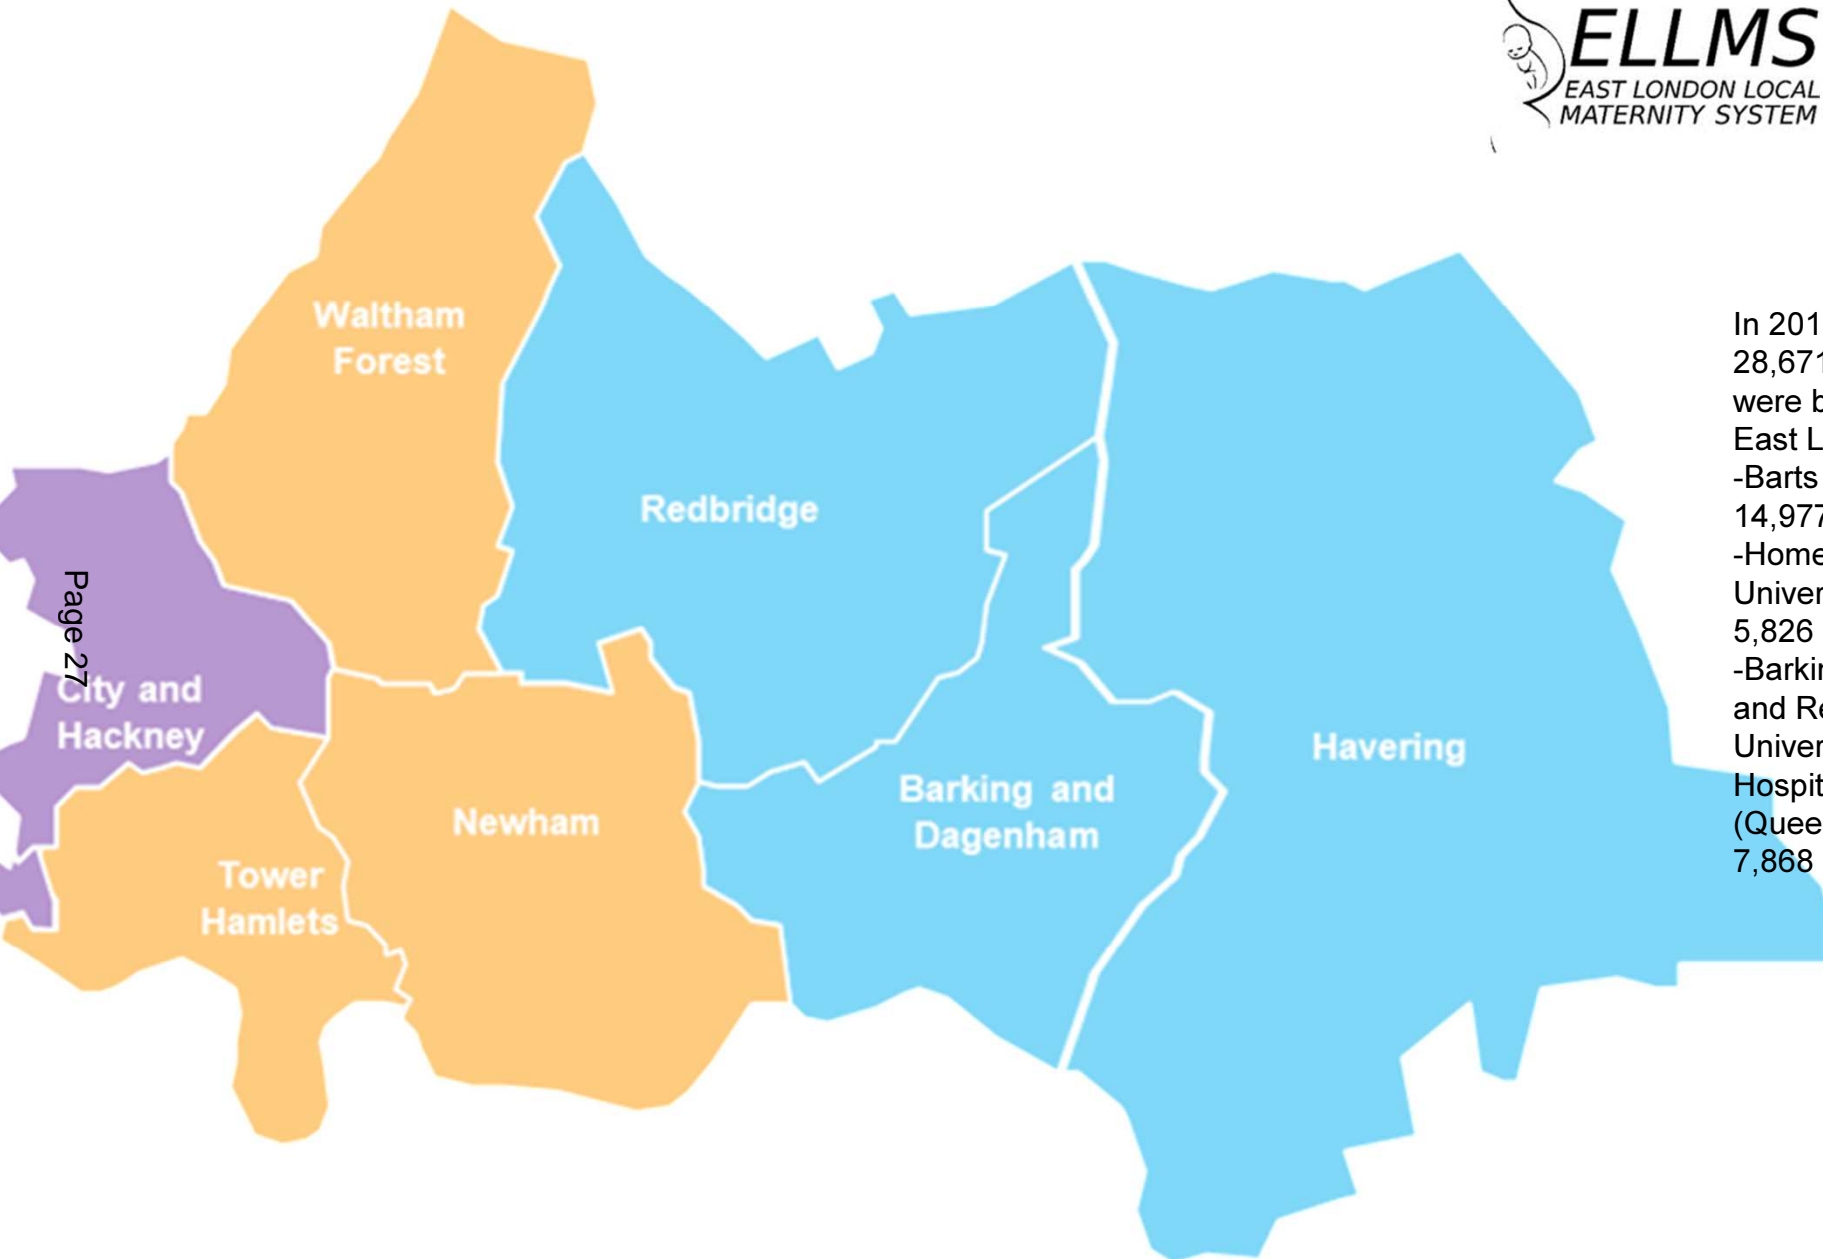 ELLMS
EAST LONDON LOCAL
MATERNITY SYSTEM
Waltham
Forest
Redbridge
Page 27
City and
Hackney
Havering
Barking and
Dagenham
Newham
Tower
Hamlets
In 201
28,671
were b
East L
-Barts
14,977
-Home
Univer
5,826
-Barkin
and Re
Univer
Hospit
(Quee
7,868